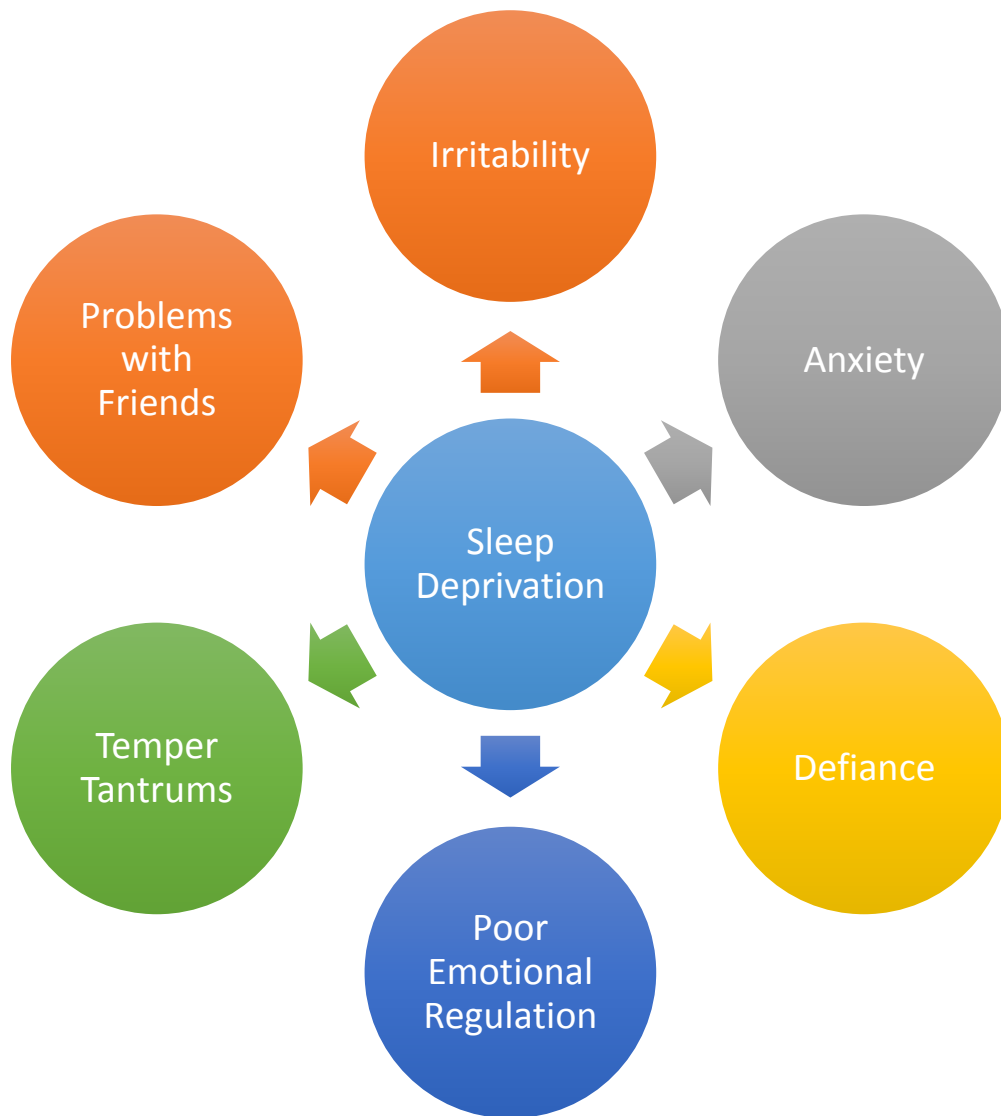 Irritability
Problems
with
Friends
Anxiety
Sleep
Deprivation
Temper
Tantrums
Defiance
Poor
Emotional
Regulation